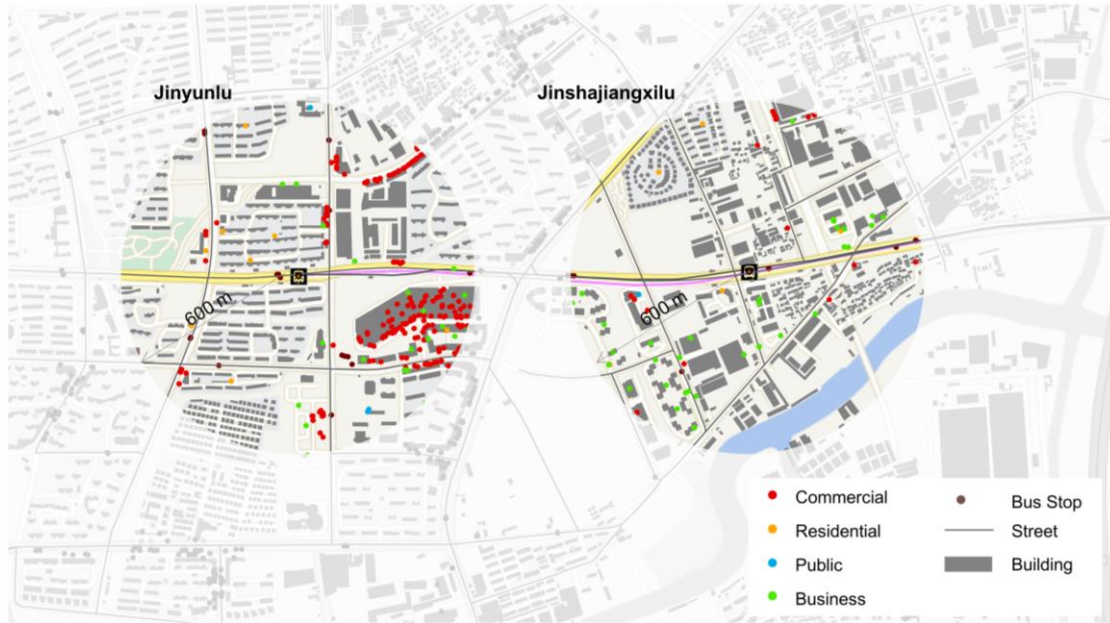 Jinyunlu
Jinshajiangxilu
600 m
600 m
Commercial
Residential
Public
Business
Bus Stop
Street
Building